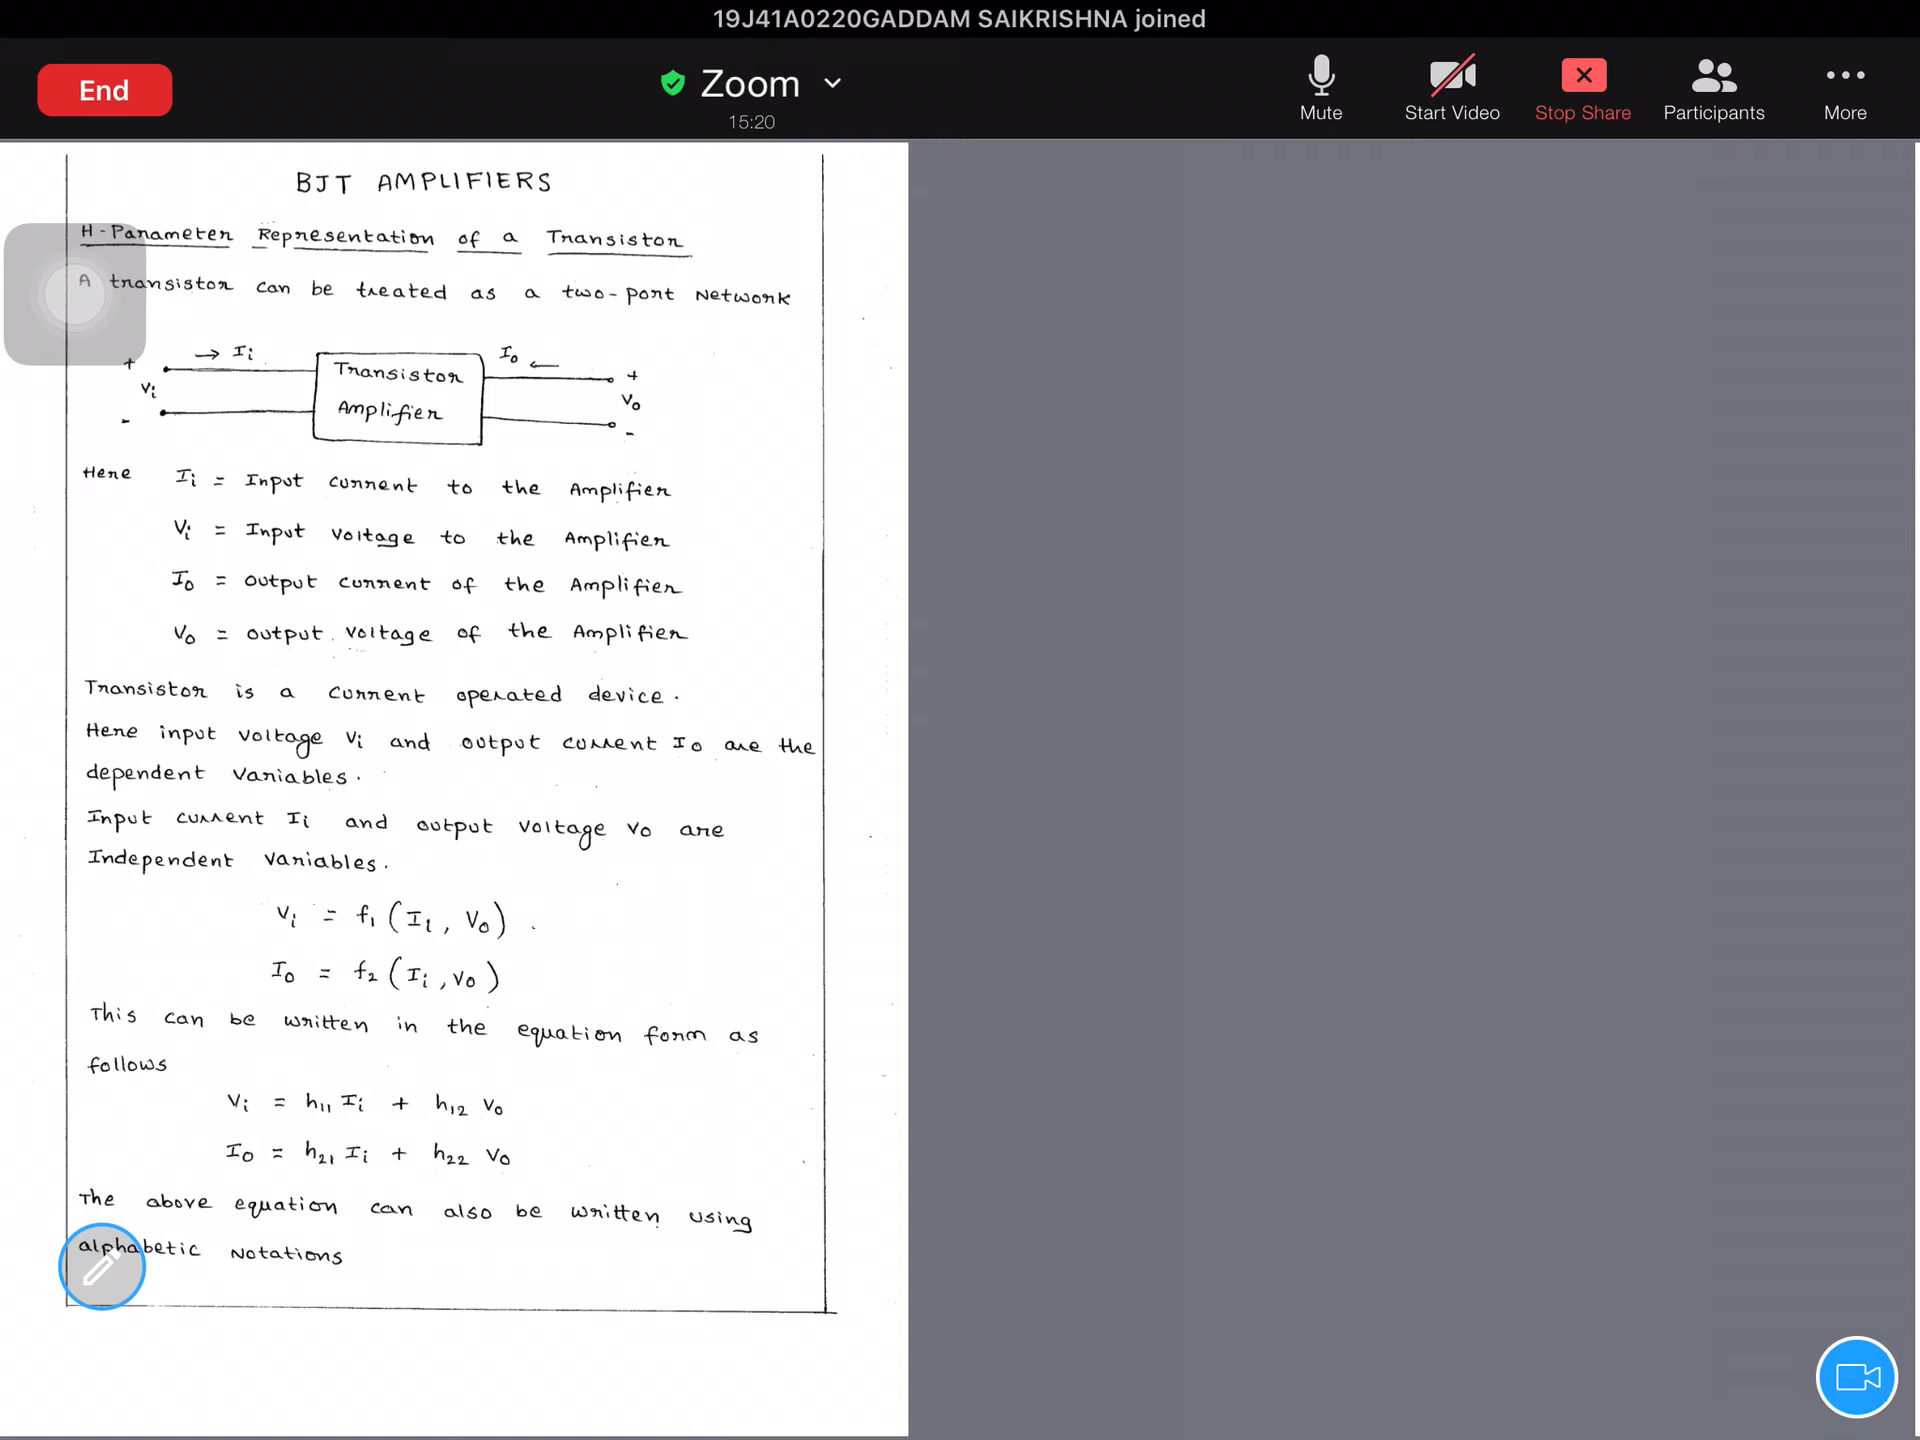 19J41A0220GADDAM SAIKRISHNA joined
End
Zoom
15:20
Mute
Start Video
Stop Share
Participants
More
BJT AMPLIFIERS
H-Parameter Representation of a Transistor
A transistor can be treated as a two-port Network
→ Ii
Io ←
+
Vi
-
Transistor
Amplifier
+
Vo
-
Here Ii = Input current to the Amplifier
Vi = Input voltage to the Amplifier
Io = output current of the Amplifier
Vo = output voltage of the Amplifier
Transistor is a current operated device.
Here input voltage Vi and output current Io are the
dependent variables.
Input current Ii and output voltage Vo are
Independent variables.
Vi = f1 (Ii, Vo).
Io = f2 (Ii, Vo)
This can be written in the equation form as
follows
Vi = h11 Ii + h12 Vo
Io = h21 Ii + h22 Vo
The above equation can also be written using
alphabetic Notations